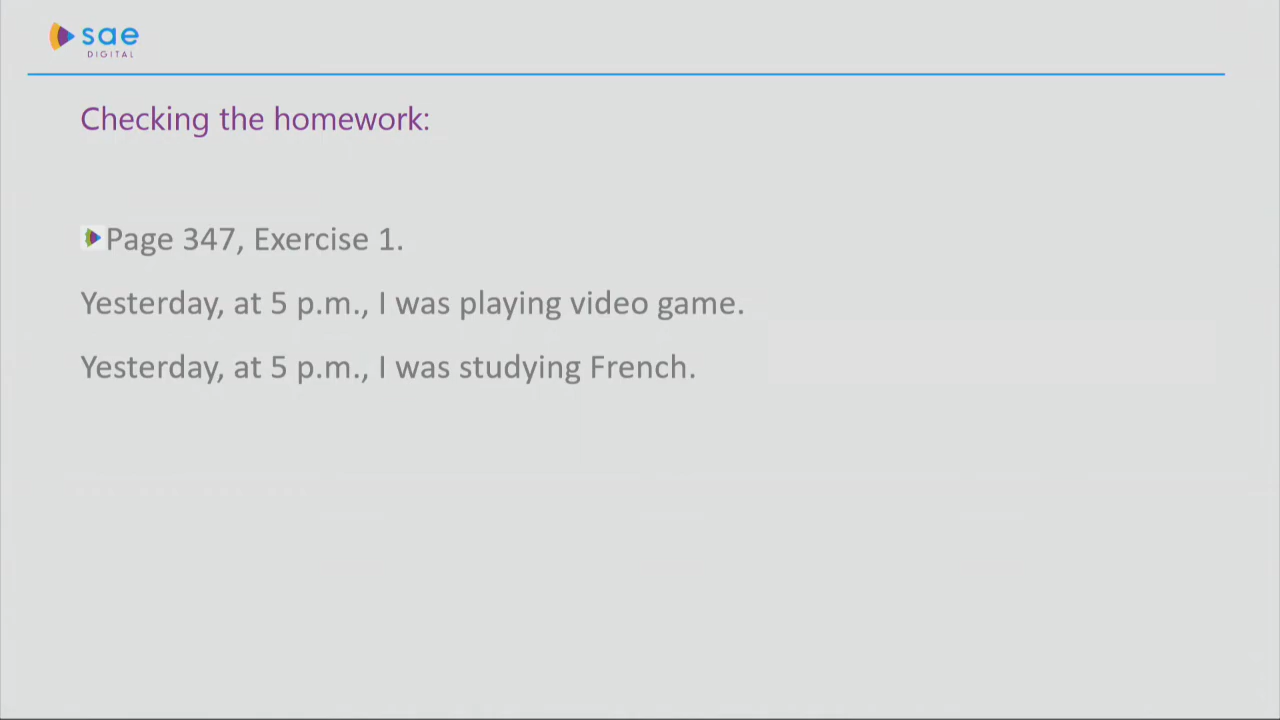 sae
DIGITAL
Checking the homework:
Page 347, Exercise 1.
Yesterday, at 5 p.m., I was playing video game.
Yesterday, at 5 p.m., I was studying French.